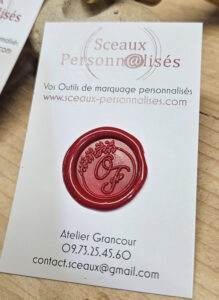 Sceaux
Personn@lisés
Vos Outils de marquage personnalisés
www.sceaux-personnalises.com
OF
Atelier Grancour
09.73.25.45.60
contact.sceaux@gmail.com